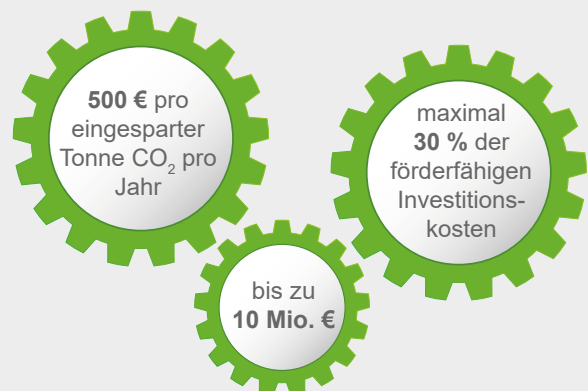 500 € pro
eingesparter
Tonne CO₂ pro
Jahr
maximal
30 % der
förderfähigen
Investitions-
kosten
bis zu
10 Mio. €